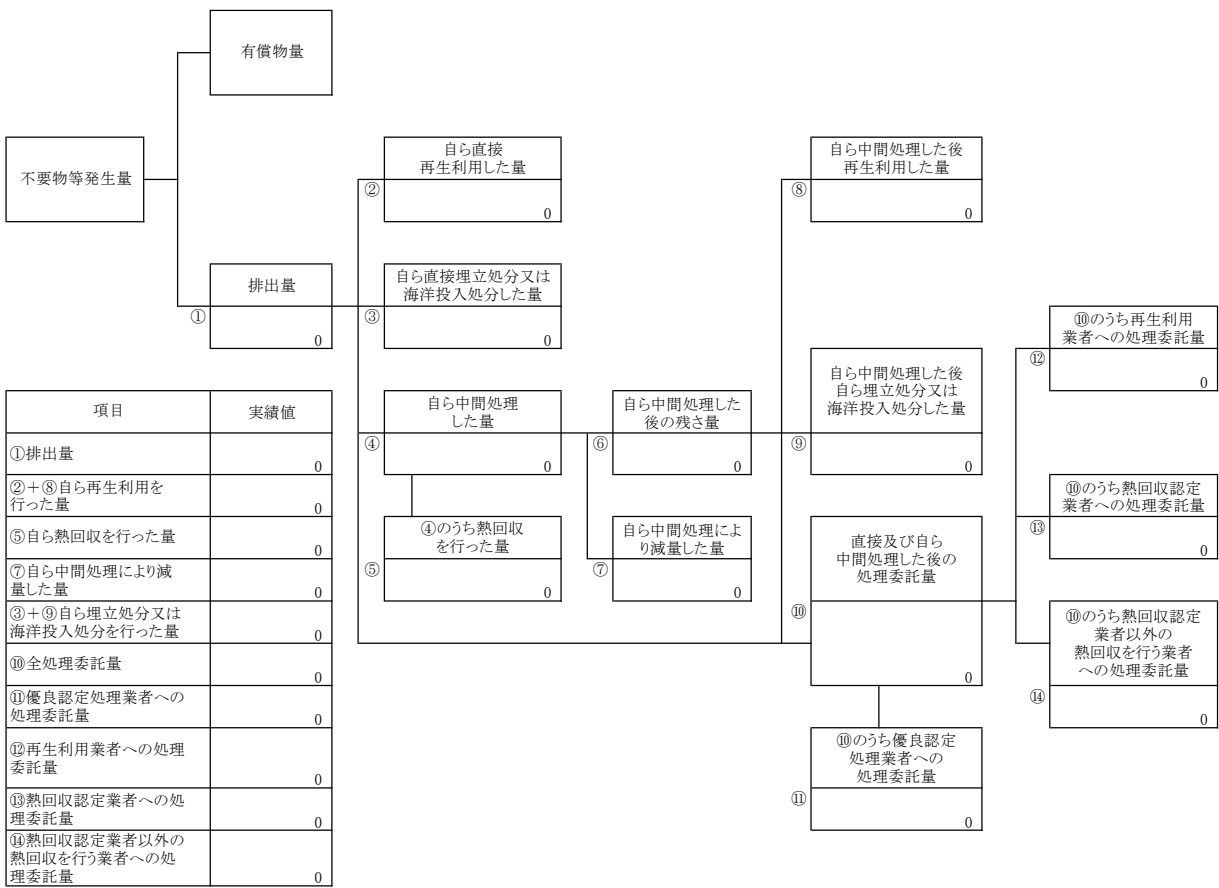 有償物量
不要物等発生量
自ら直接
再生利用した量
②
0
自ら中間処理した後
再生利用した量
⑧
0
排出量
①
0
自ら直接埋立処分又は
海洋投入処分した量
③
0
⑩のうち再生利用
業者への処理委託量
⑫
0
自ら中間処理
した量
④
0
自ら中間処理した
後の残さ量
⑥
0
自ら中間処理した後
自ら埋立処分又は
海洋投入処分した量
⑨
0
⑩のうち熱回収認定
業者への処理委託量
⑬
0
④のうち熱回収
を行った量
⑤
0
自ら中間処理によ
り減量した量
⑦
0
直接及び自ら
中間処理した後の
処理委託量
⑩
0
⑩のうち熱回収認定
業者以外の
熱回収を行う業者
への処理委託量
⑭
0
⑩のうち優良認定
処理業者への
処理委託量
⑪
0
項目 実績値
①排出量
0
②＋⑧自ら再生利用を
行った量 0
⑤自ら熱回収を行った量
0
⑦自ら中間処理により減
量した量 0
③＋⑨自ら埋立処分又は
海洋投入処分を行った量 0
⑩全処理委託量
0
⑪優良認定処理業者への
処理委託量 0
⑫再生利用業者への処理
委託量 0
⑬熱回収認定業者への処
理委託量 0
⑭熱回収認定業者以外の
熱回収を行う業者への処
理委託量 0